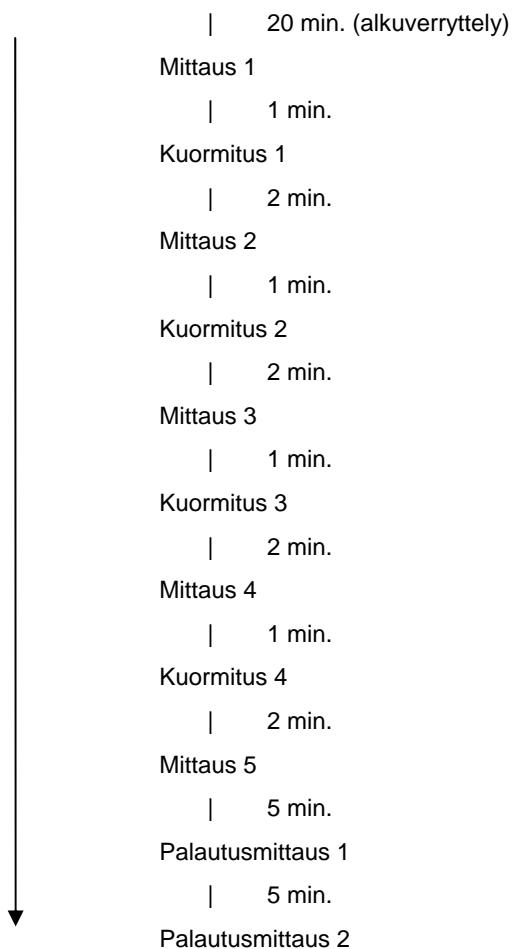 | 20 min. (alkuverryttely)
Mittaus 1
| 1 min.
Kuormitus 1
| 2 min.
Mittaus 2
| 1 min.
Kuormitus 2
| 2 min.
Mittaus 3
| 1 min.
Kuormitus 3
| 2 min.
Mittaus 4
| 1 min.
Kuormitus 4
| 2 min.
Mittaus 5
| 5 min.
Palautusmittaus 1
| 5 min.
Palautusmittaus 2